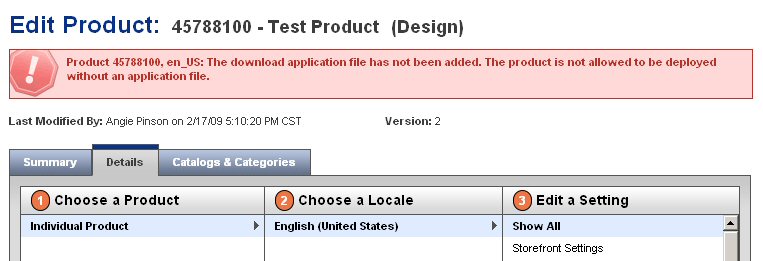 Edit Product: 45788100 - Test Product (Design)
Product 45788100, en_US: The download application file has not been added. The product is not allowed to be deployed
without an application file.
Last Modified By: Angie Pinson on 2/17/09 5:10:20 PM CST Version: 2
Summary Details Catalogs & Categories
1 Choose a Product 2 Choose a Locale 3 Edit a Setting
Individual Product English (United States) Show All
Storefront Settings